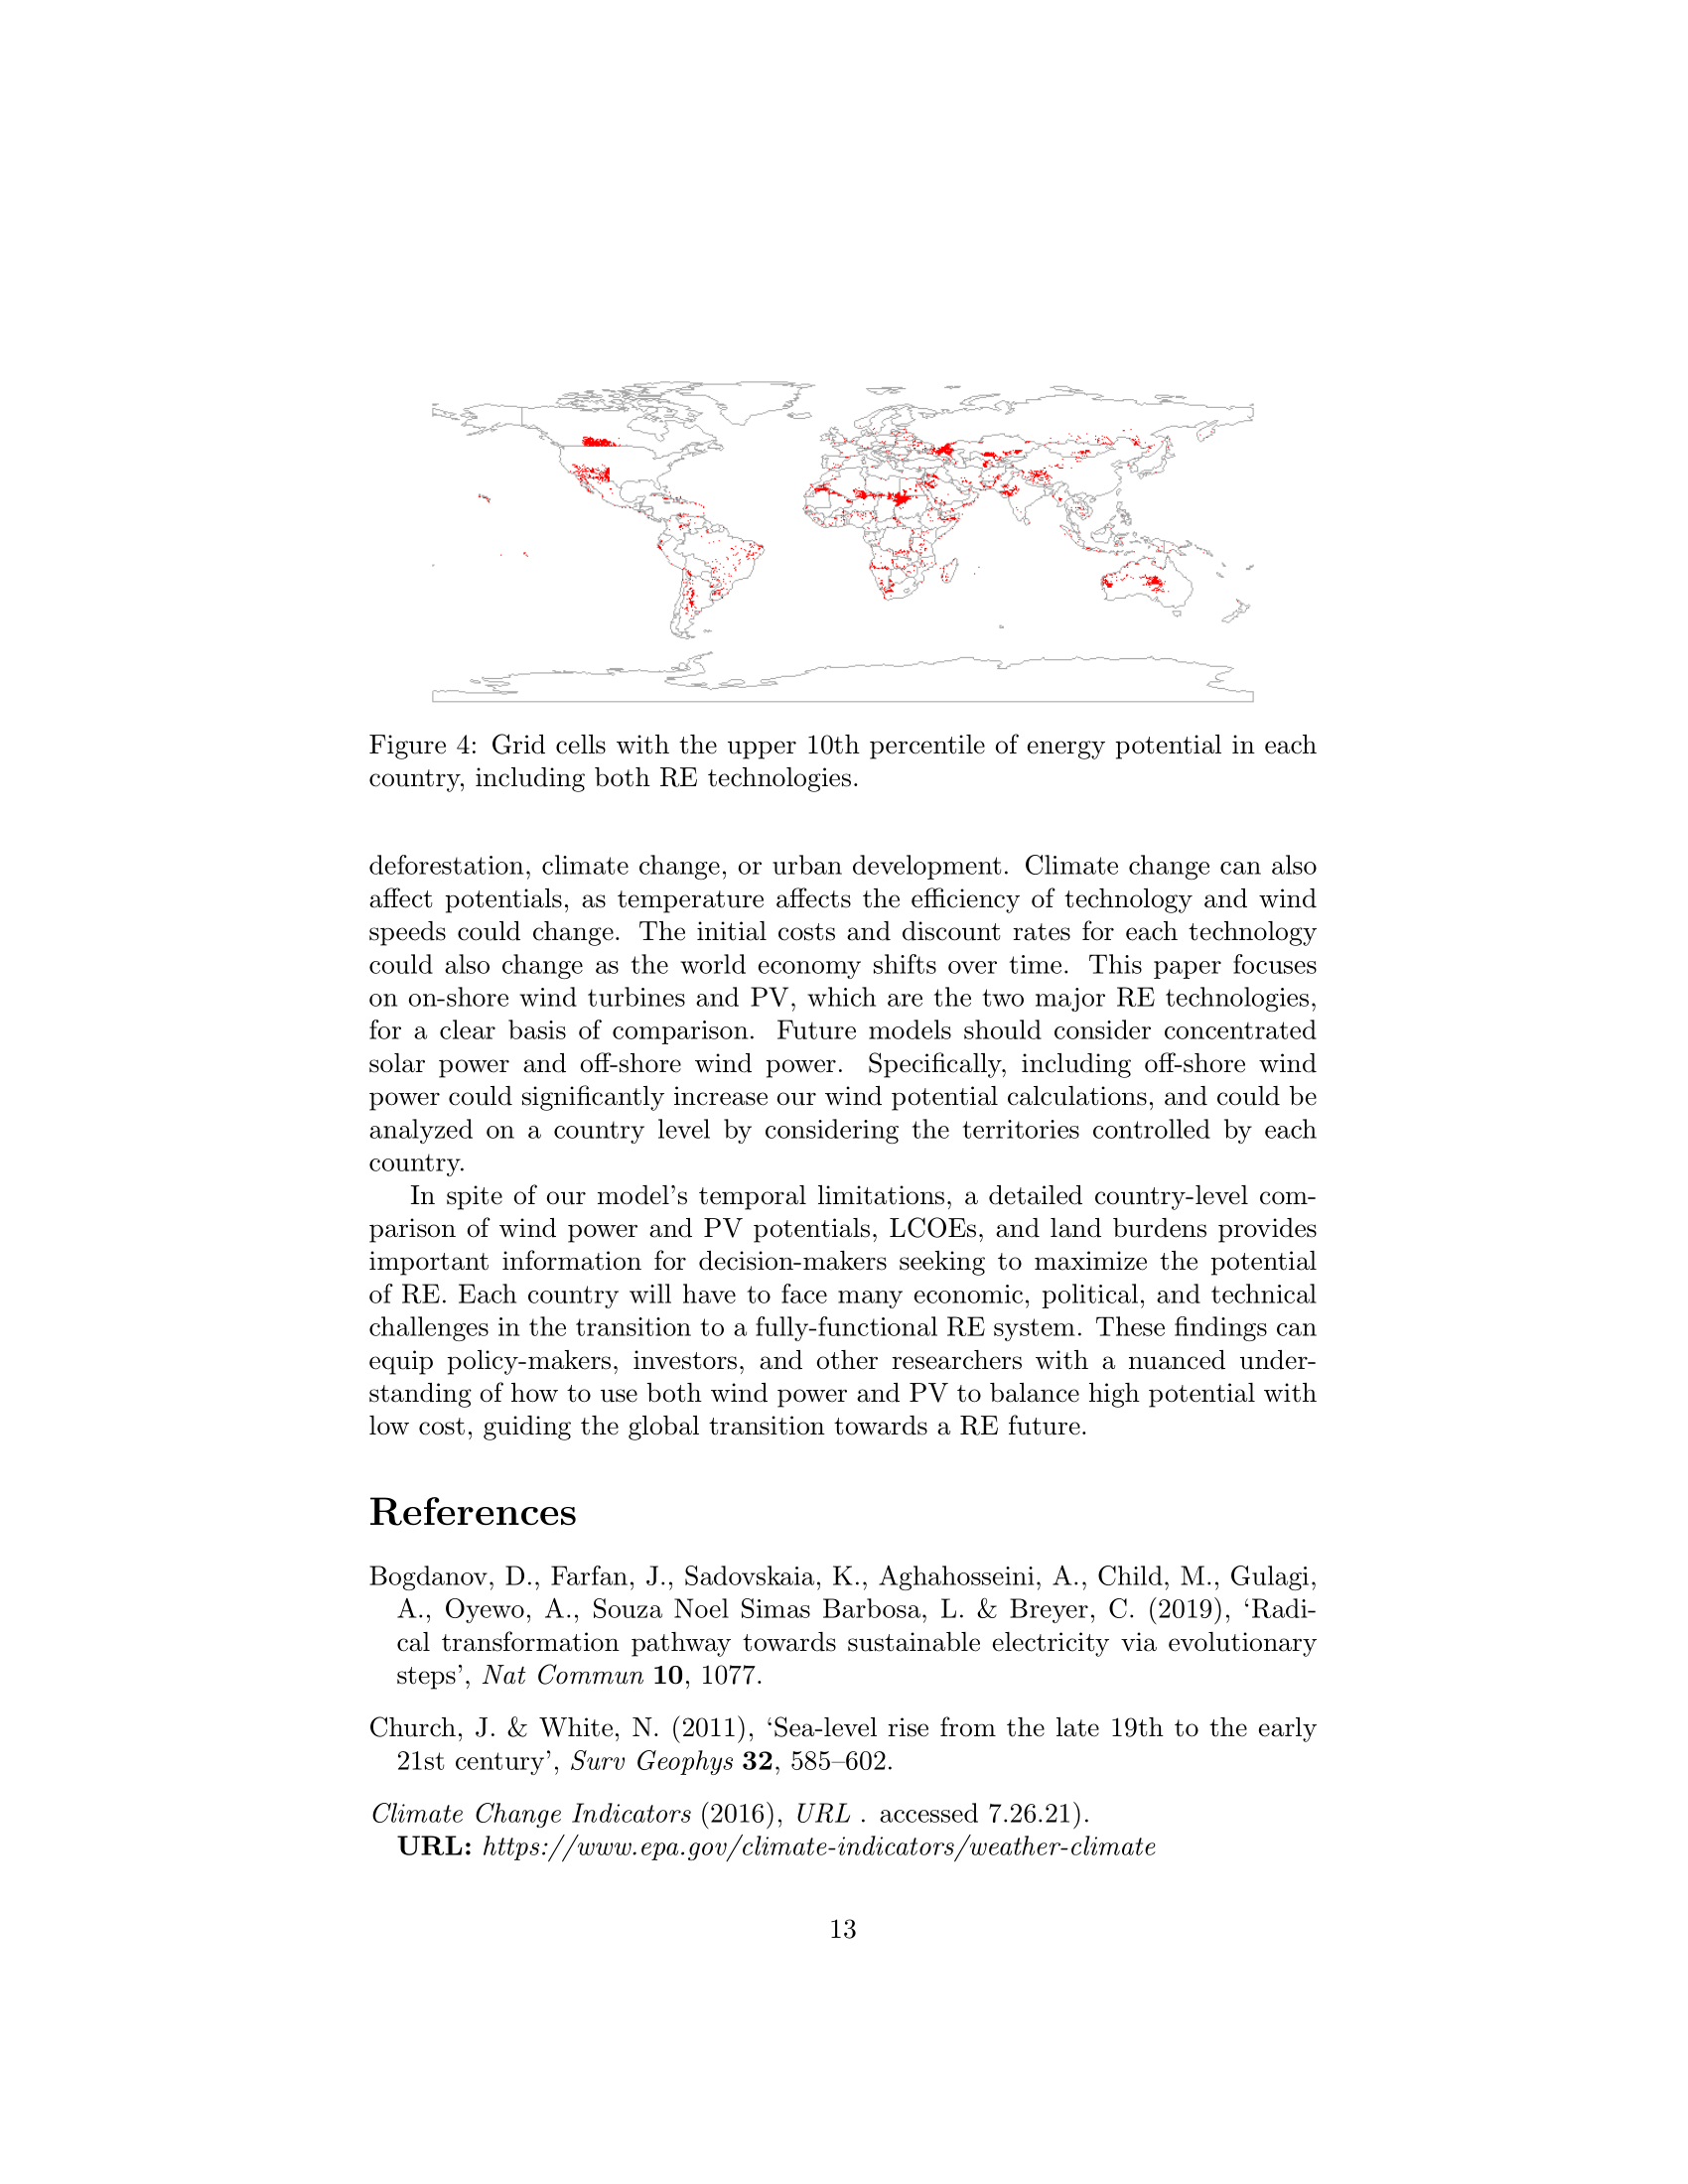 Figure 4: Grid cells with the upper 10th percentile of energy potential in each
country, including both RE technologies.
deforestation, climate change, or urban development. Climate change can also
affect potentials, as temperature affects the efficiency of technology and wind
speeds could change. The initial costs and discount rates for each technology
could also change as the world economy shifts over time. This paper focuses
on on-shore wind turbines and PV, which are the two major RE technologies,
for a clear basis of comparison. Future models should consider concentrated
solar power and off-shore wind power. Specifically, including off-shore wind
power could significantly increase our wind potential calculations, and could be
analyzed on a country level by considering the territories controlled by each
country.
In spite of our model's temporal limitations, a detailed country-level com-
parison of wind power and PV potentials, LCOEs, and land burdens provides
important information for decision-makers seeking to maximize the potential
of RE. Each country will have to face many economic, political, and technical
challenges in the transition to a fully-functional RE system. These findings can
equip policy-makers, investors, and other researchers with a nuanced under-
standing of how to use both wind power and PV to balance high potential with
low cost, guiding the global transition towards a RE future.
References
Bogdanov, D., Farfan, J., Sadovskaia, K., Aghahosseini, A., Child, M., Gulagi,
A., Oyewo, A., Souza Noel Simas Barbosa, L. & Breyer, C. (2019), ‘Radi-
cal transformation pathway towards sustainable electricity via evolutionary
steps’, Nat Commun 10, 1077.
Church, J. & White, N. (2011), ‘Sea-level rise from the late 19th to the early
21st century’, Surv Geophys 32, 585–602.
Climate Change Indicators (2016), URL . accessed 7.26.21).
URL: https://www.epa.gov/climate-indicators/weather-climate
13